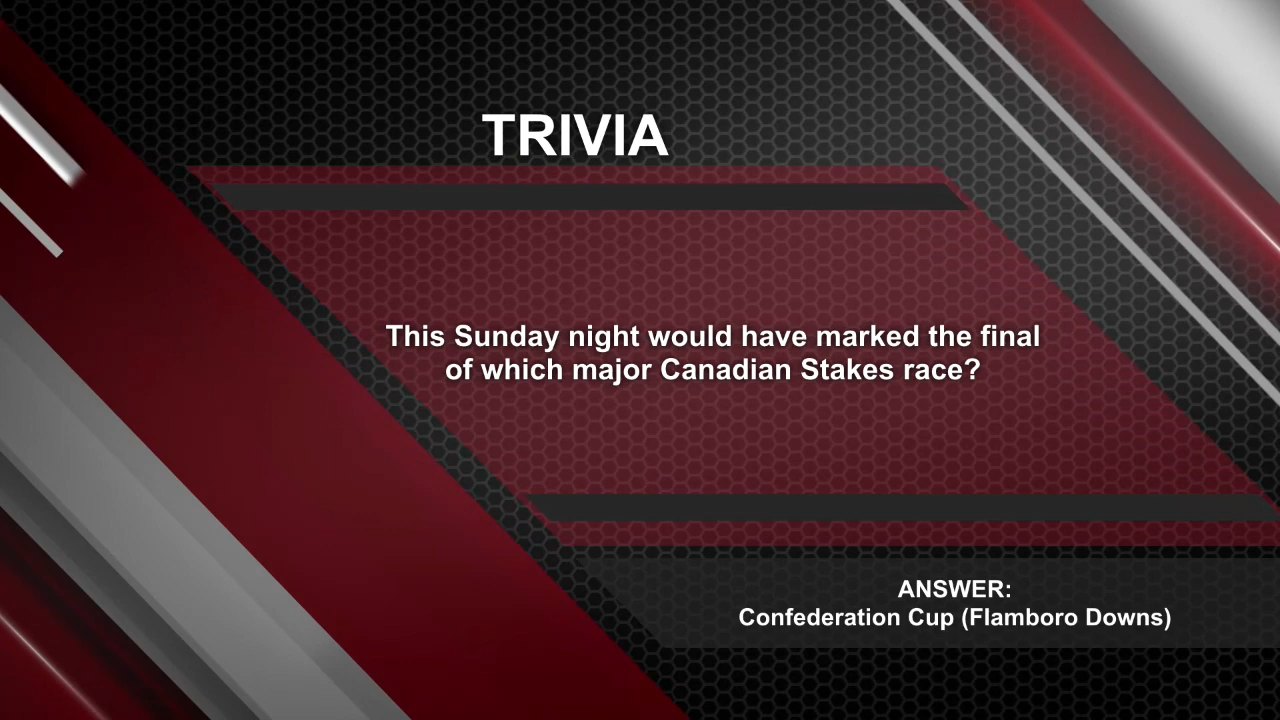 TRIVIA
This Sunday night would have marked the final
of which major Canadian Stakes race?
ANSWER:
Confederation Cup (Flamboro Downs)